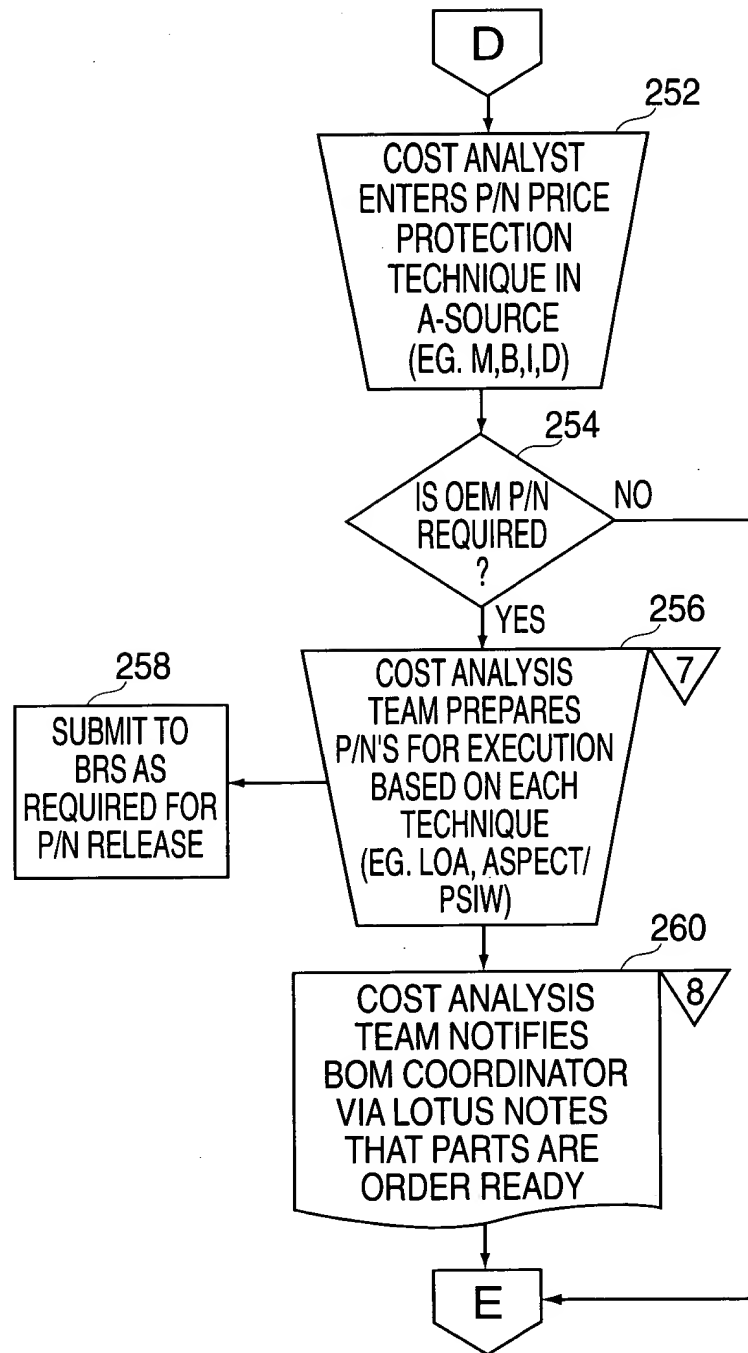 D
252
COST ANALYST
ENTERS P/N PRICE
PROTECTION
TECHNIQUE IN
A-SOURCE
(EG. M,B,I,D)
254
IS OEM P/N
REQUIRED
?
NO
YES
256
7
COST ANALYSIS
TEAM PREPARES
P/N'S FOR EXECUTION
BASED ON EACH
TECHNIQUE
(EG. LOA, ASPECT/
PSIW)
258
SUBMIT TO
BRS AS
REQUIRED FOR
P/N RELEASE
260
8
COST ANALYSIS
TEAM NOTIFIES
BOM COORDINATOR
VIA LOTUS NOTES
THAT PARTS ARE
ORDER READY
E